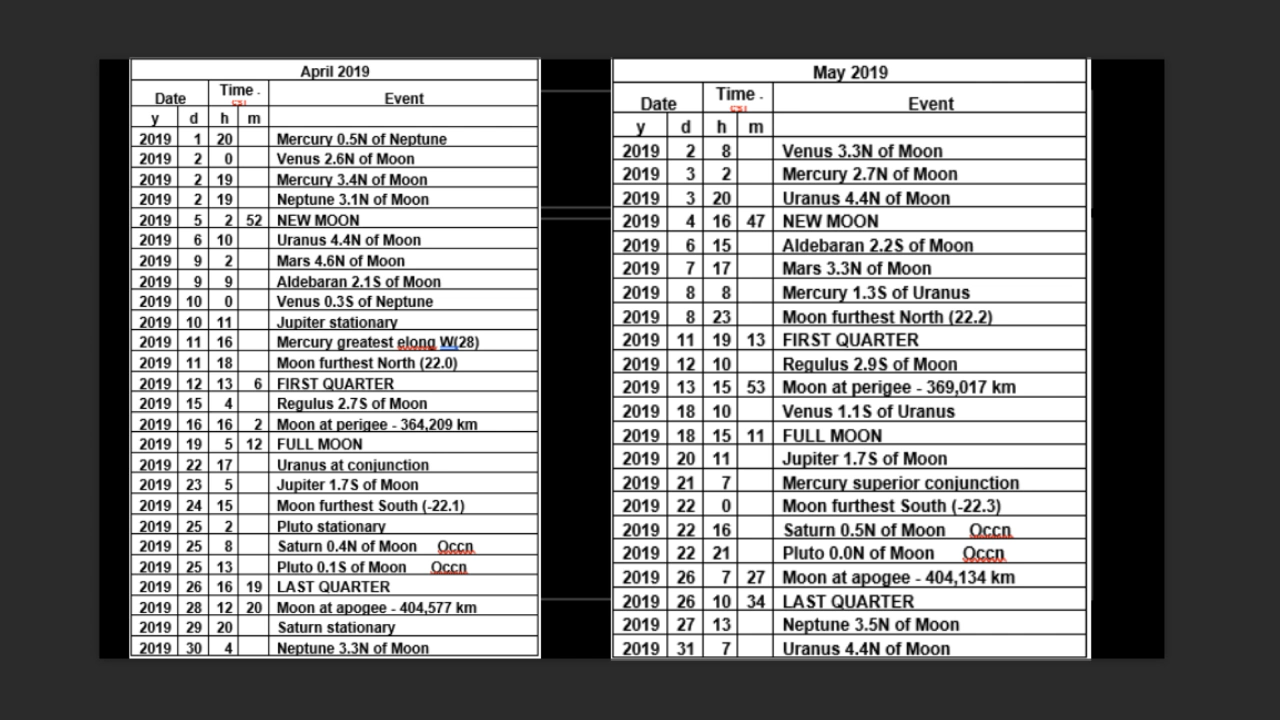 April 2019
Date Time . CST Event
y d h m
2019 1 20 Mercury 0.5N of Neptune
2019 2 0 Venus 2.6N of Moon
2019 2 19 Mercury 3.4N of Moon
2019 2 19 Neptune 3.1N of Moon
2019 5 2 52 NEW MOON
2019 6 10 Uranus 4.4N of Moon
2019 9 2 Mars 4.6N of Moon
2019 9 9 Aldebaran 2.1S of Moon
2019 10 0 Venus 0.3S of Neptune
2019 10 11 Jupiter stationary
2019 11 16 Mercury greatest elong W(28)
2019 11 18 Moon furthest North (22.0)
2019 12 13 6 FIRST QUARTER
2019 15 4 Regulus 2.7S of Moon
2019 16 16 2 Moon at perigee - 364,209 km
2019 19 5 12 FULL MOON
2019 22 17 Uranus at conjunction
2019 23 5 Jupiter 1.7S of Moon
2019 24 15 Moon furthest South (-22.1)
2019 25 2 Pluto stationary
2019 25 8 Saturn 0.4N of Moon Occn
2019 25 13 Pluto 0.1S of Moon Occn
2019 26 16 19 LAST QUARTER
2019 28 12 20 Moon at apogee - 404,577 km
2019 29 20 Saturn stationary
2019 30 4 Neptune 3.3N of Moon
May 2019
Date Time . CST Event
y d h m
2019 2 8 Venus 3.3N of Moon
2019 3 2 Mercury 2.7N of Moon
2019 3 20 Uranus 4.4N of Moon
2019 4 16 47 NEW MOON
2019 6 15 Aldebaran 2.2S of Moon
2019 7 17 Mars 3.3N of Moon
2019 8 8 Mercury 1.3S of Uranus
2019 8 23 Moon furthest North (22.2)
2019 11 19 13 FIRST QUARTER
2019 12 10 Regulus 2.9S of Moon
2019 13 15 53 Moon at perigee - 369,017 km
2019 18 10 Venus 1.1S of Uranus
2019 18 15 11 FULL MOON
2019 20 11 Jupiter 1.7S of Moon
2019 21 7 Mercury superior conjunction
2019 22 0 Moon furthest South (-22.3)
2019 22 16 Saturn 0.5N of Moon Occn
2019 22 21 Pluto 0.0N of Moon Occn
2019 26 7 27 Moon at apogee - 404,134 km
2019 26 10 34 LAST QUARTER
2019 27 13 Neptune 3.5N of Moon
2019 31 7 Uranus 4.4N of Moon